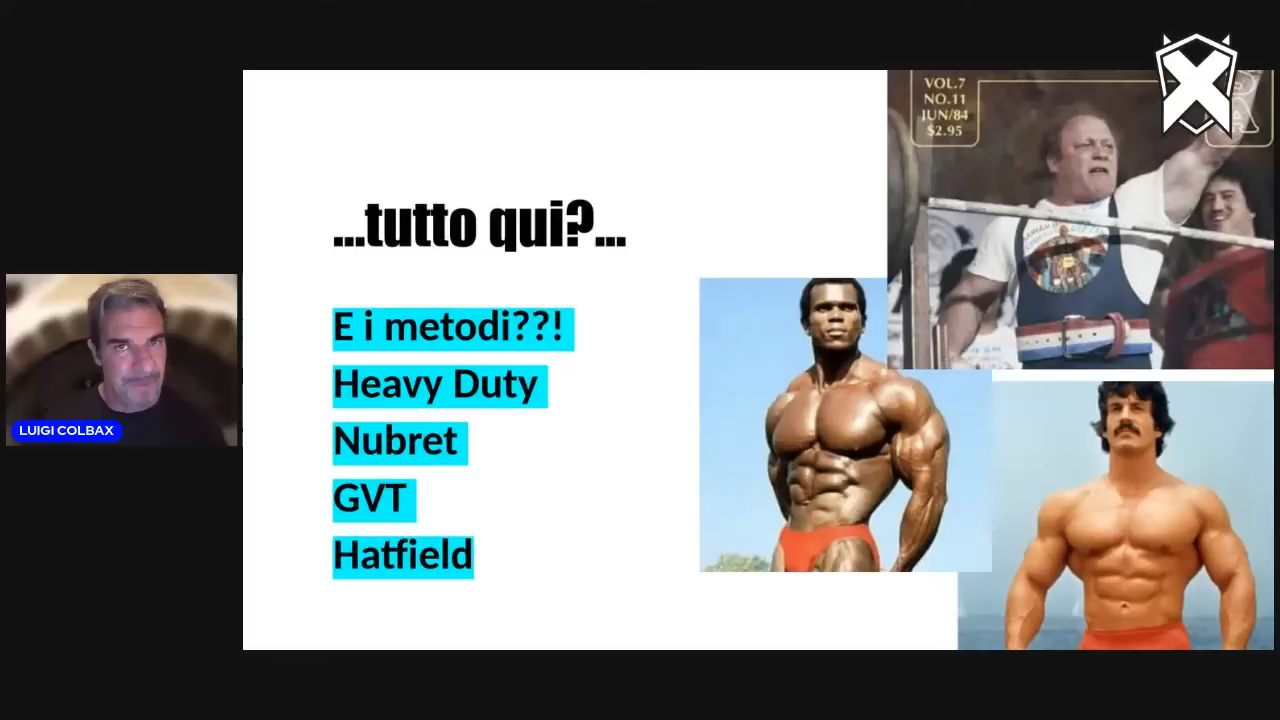 VOL.7
NO.11
JUN/84
$2.95
...tutto qui?...
E i metodi??!
Heavy Duty
Nubret
GVT
Hatfield
LUIGI COLBAX